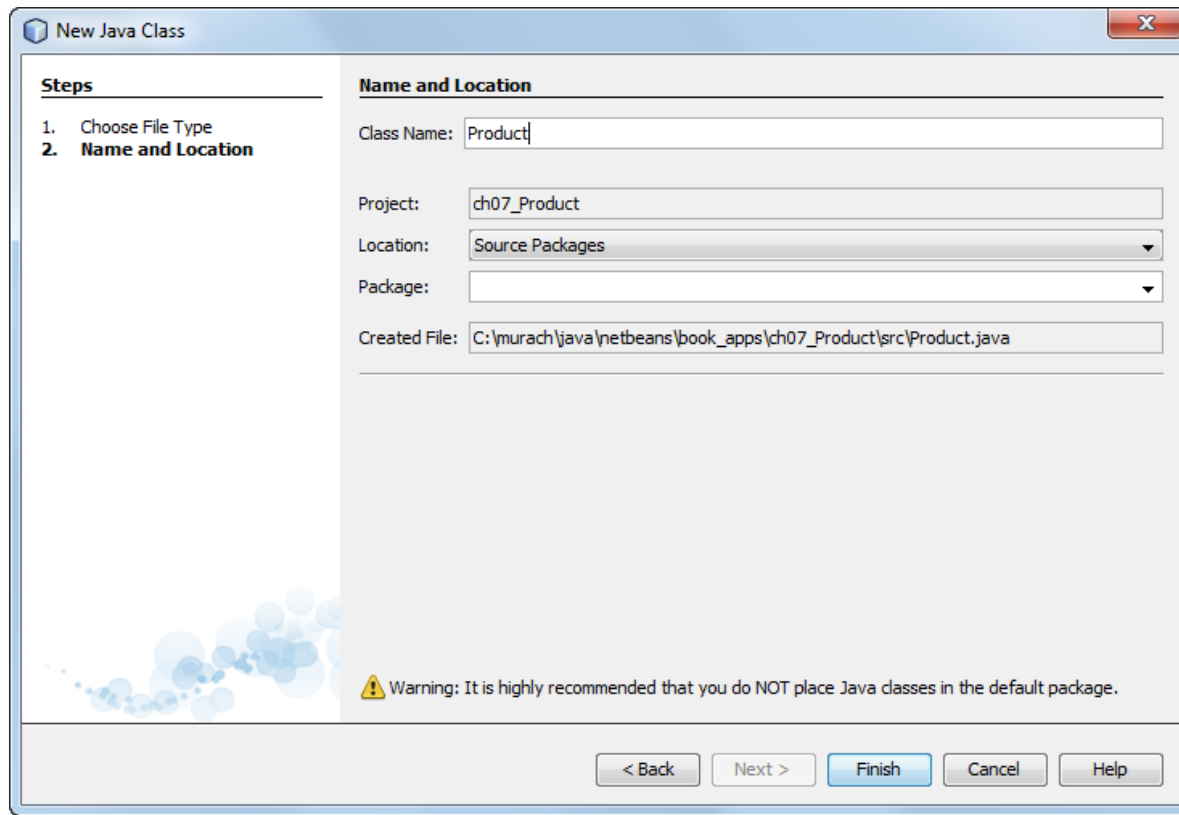 New Java Class
X
Steps
1. Choose File Type
2. Name and Location
Name and Location
Class Name: Product
Project: ch07_Product
Location: Source Packages
Package:
Created File: C:\murach\java\netbeans\book_apps\ch07_Product\src\Product.java
Warning: It is highly recommended that you do NOT place Java classes in the default package.
< Back Next > Finish Cancel Help